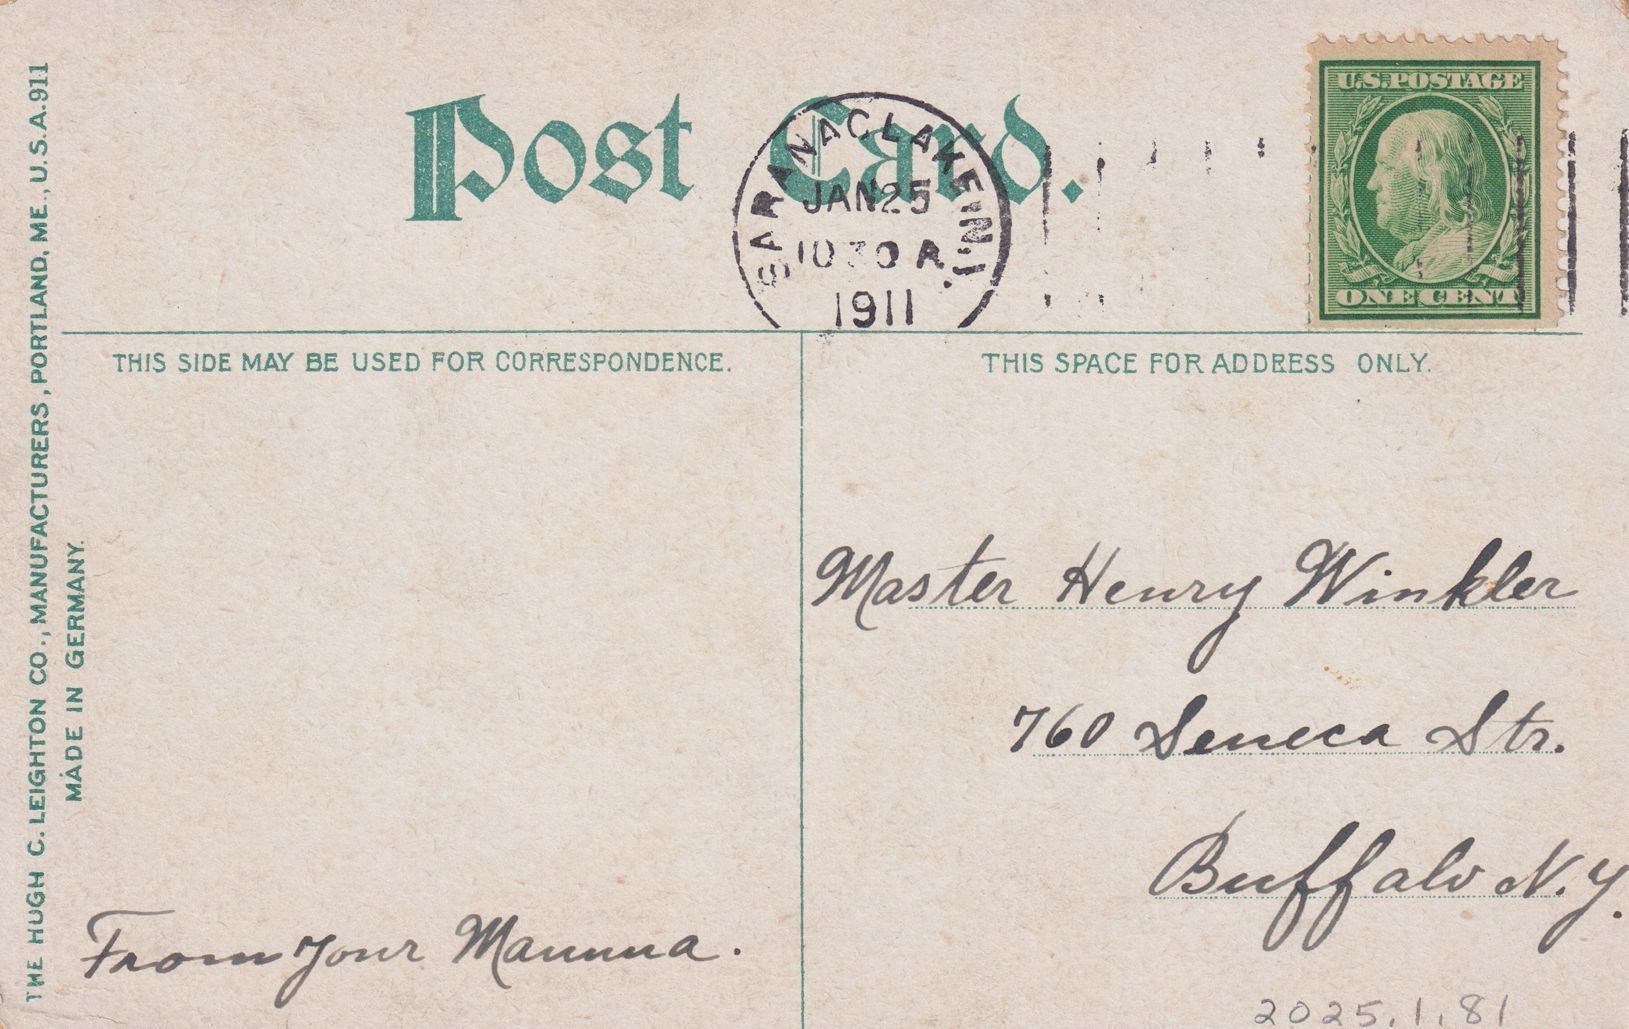 Post Card.
SARANAC LAKE, N.Y.
JAN 25
1030 A.
1911
U.S. POSTAGE
ONE CENT
THIS SIDE MAY BE USED FOR CORRESPONDENCE.
THIS SPACE FOR ADDRESS ONLY.
THE HUGH C. LEIGHTON CO., MANUFACTURERS, PORTLAND, ME., U.S.A. 911
MADE IN GERMANY.
From your Mamma.
Master Henry Winkler
760 Seneca Str.
Buffalo N.Y.
2025.1.81